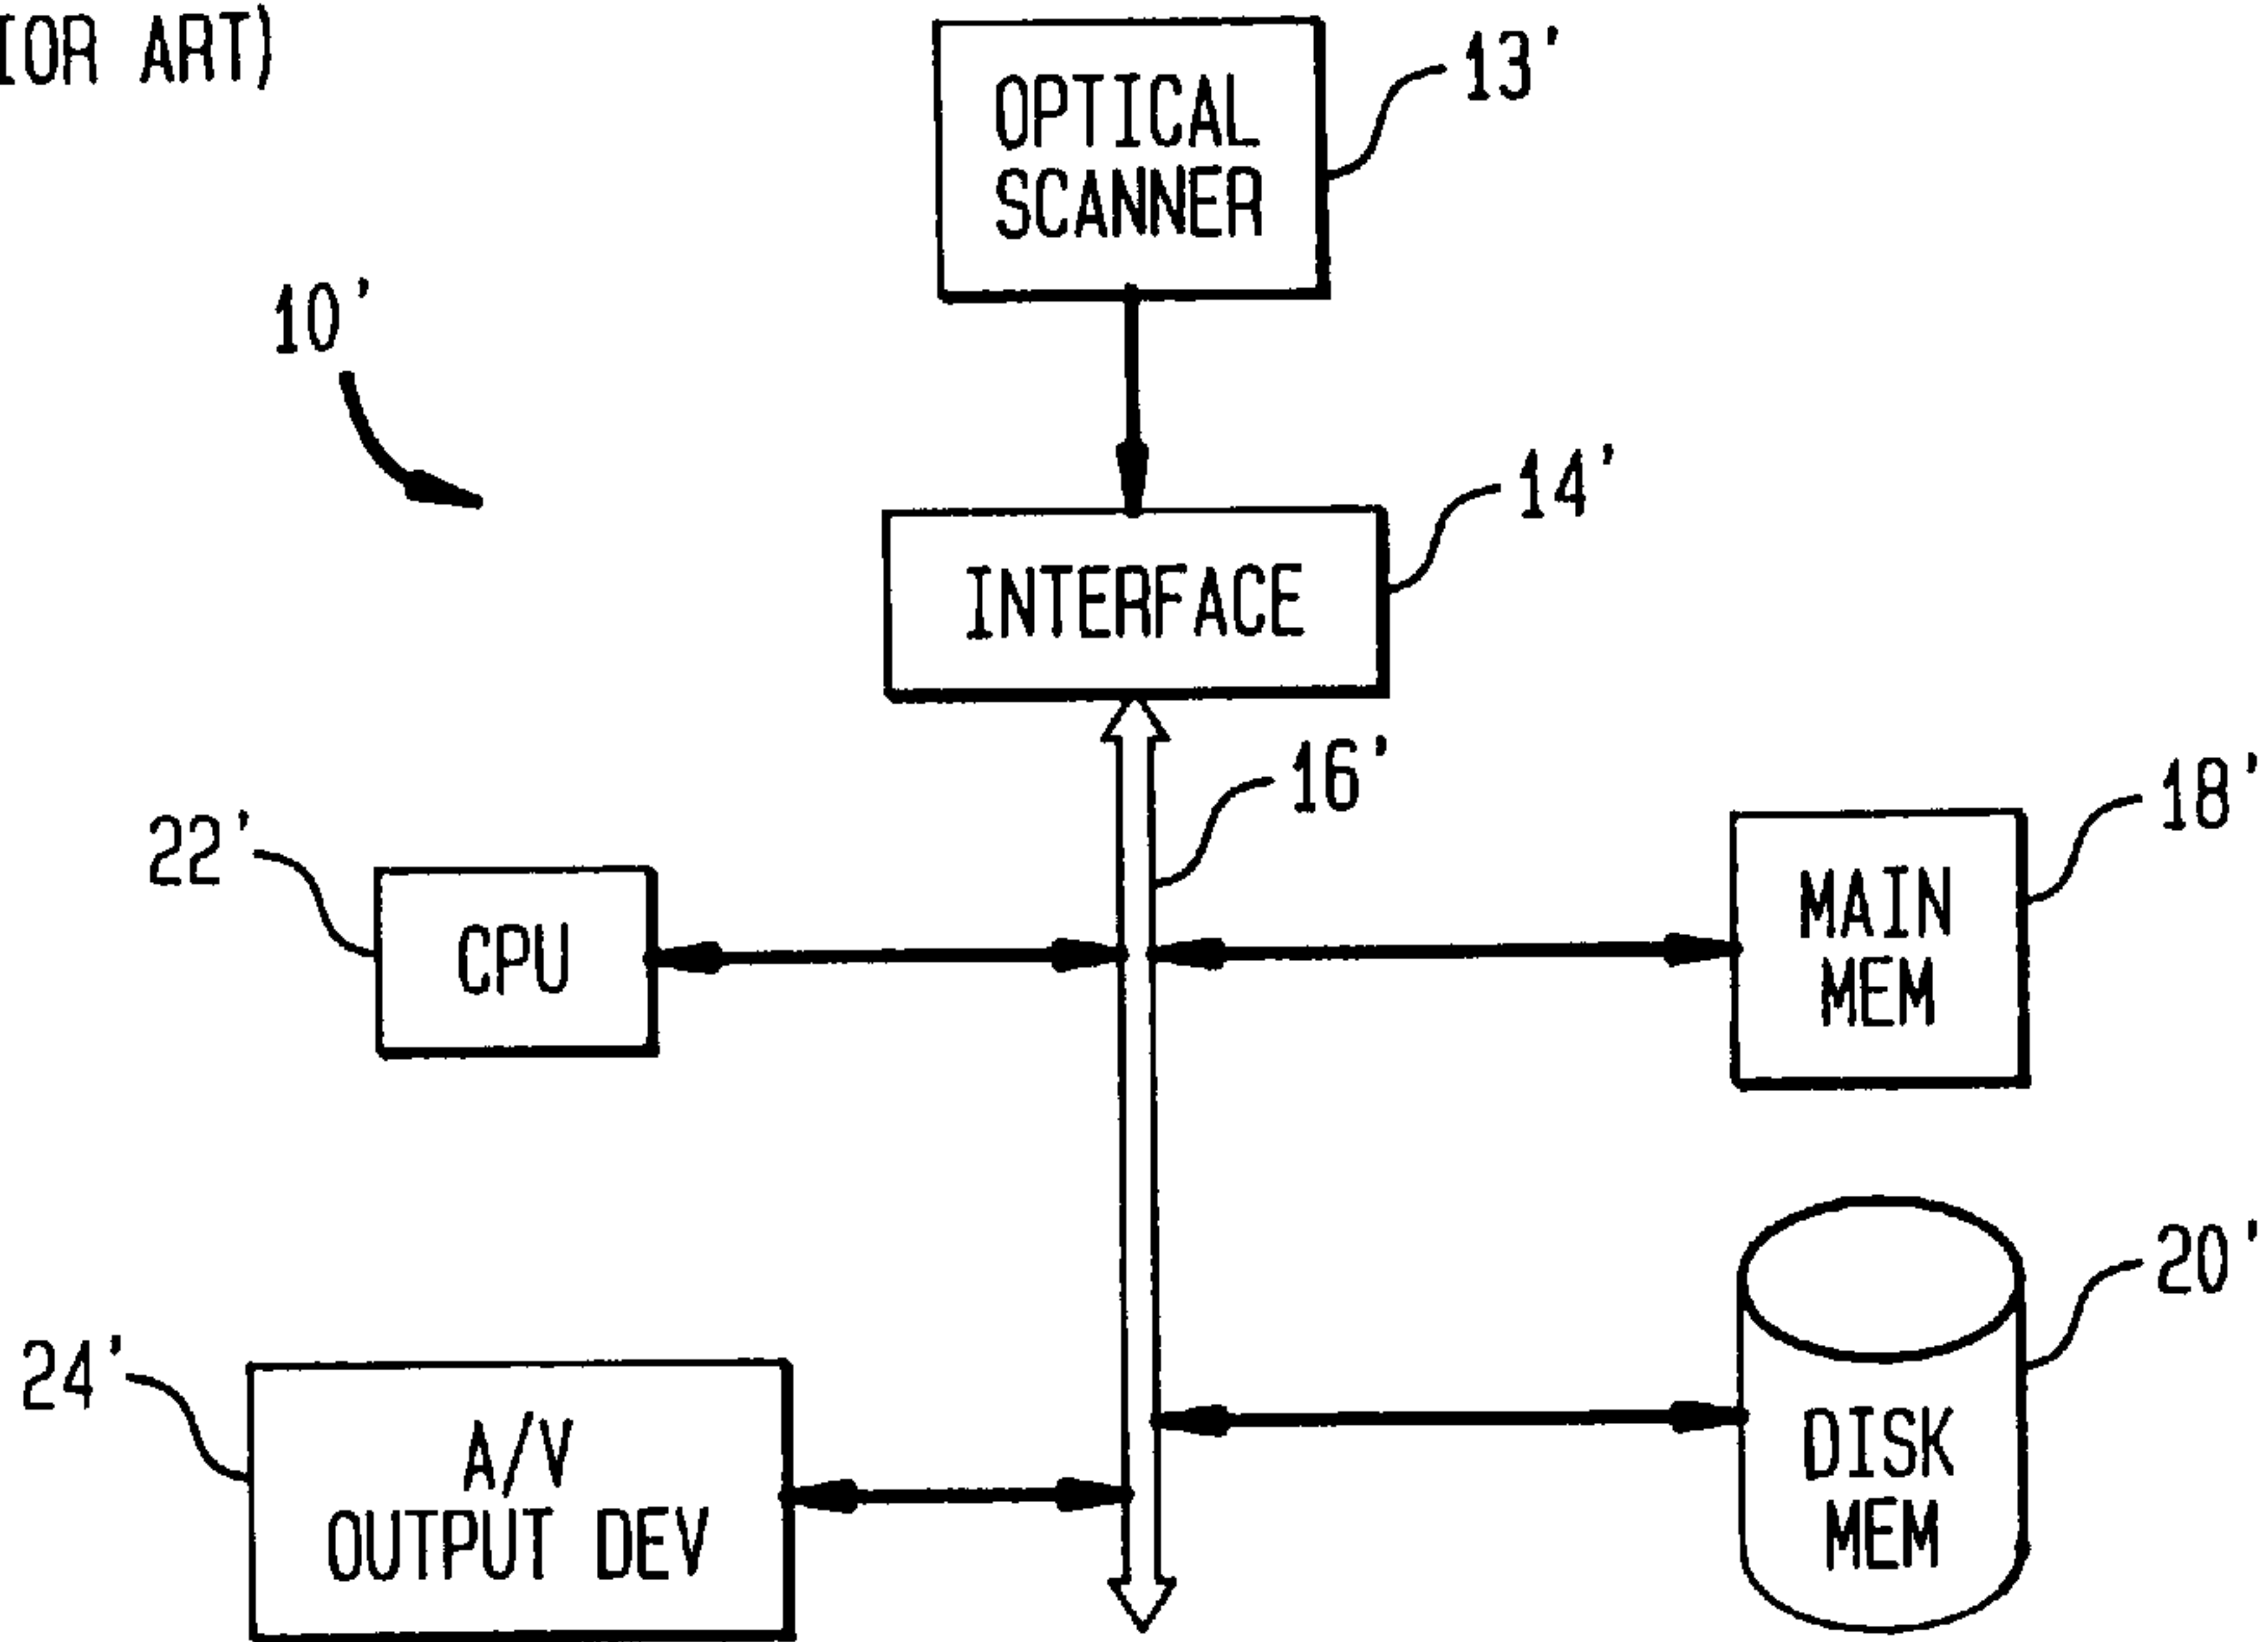 IOR ART)
OPTICAL
SCANNER
13'
10'
INTERFACE
14'
16'
22'
CPU
MAIN
MEM
18'
24'
A/V
OUTPUT DEV
DISK
MEM
20'